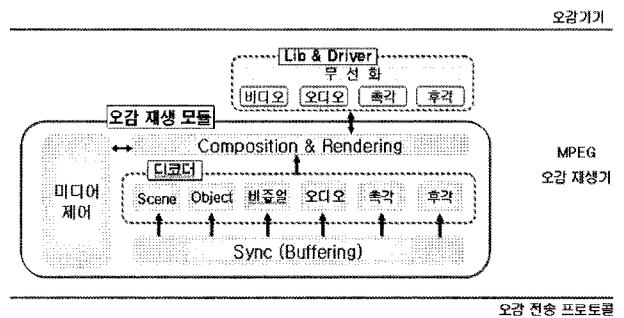 오감기기
Lib & Driver
무 선 화
비디오 오디오 촉각 후각
오감 재생 모듈
Composition & Rendering
디코더
미디어
제어
Scene Object 비쥬얼 오디오 촉각 후각
Sync (Buffering)
MPEG
오감 재생기
오감 전송 프로토콜